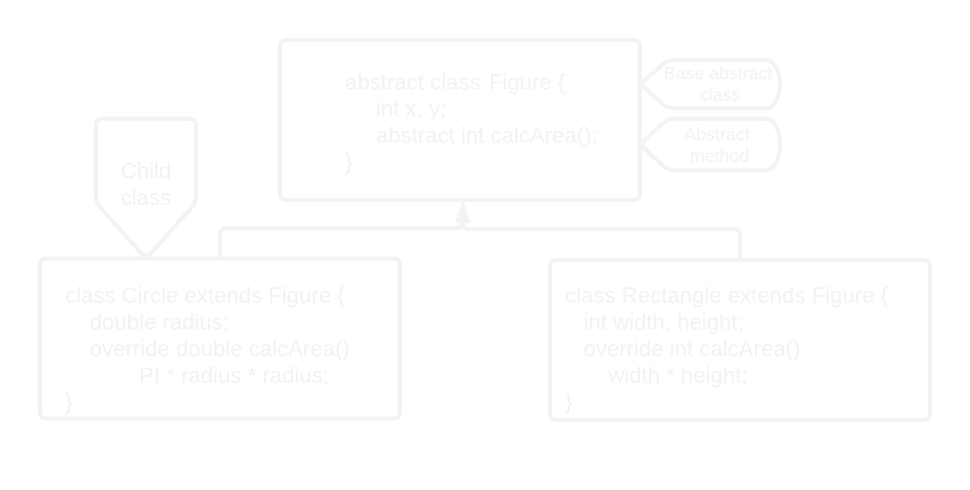 abstract class Figure {
int x, y;
abstract int calcArea();
}
Base abstract
class
Abstract
method
Child
class
class Circle extends Figure {
double radius;
override double calcArea()
PI * radius * radius;
}
class Rectangle extends Figure {
int width, height;
override int calcArea()
width * height;
}